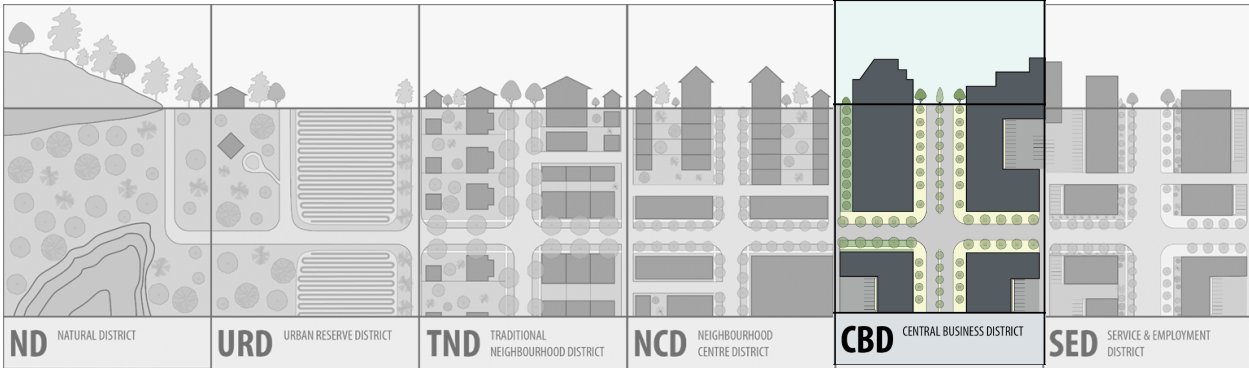 ND NATURAL DISTRICT
URD URBAN RESERVE DISTRICT
TND TRADITIONAL
NEIGHBOURHOOD DISTRICT
NCD NEIGHBOURHOOD
CENTRE DISTRICT
CBD CENTRAL BUSINESS DISTRICT
SED SERVICE & EMPLOYMENT
DISTRICT